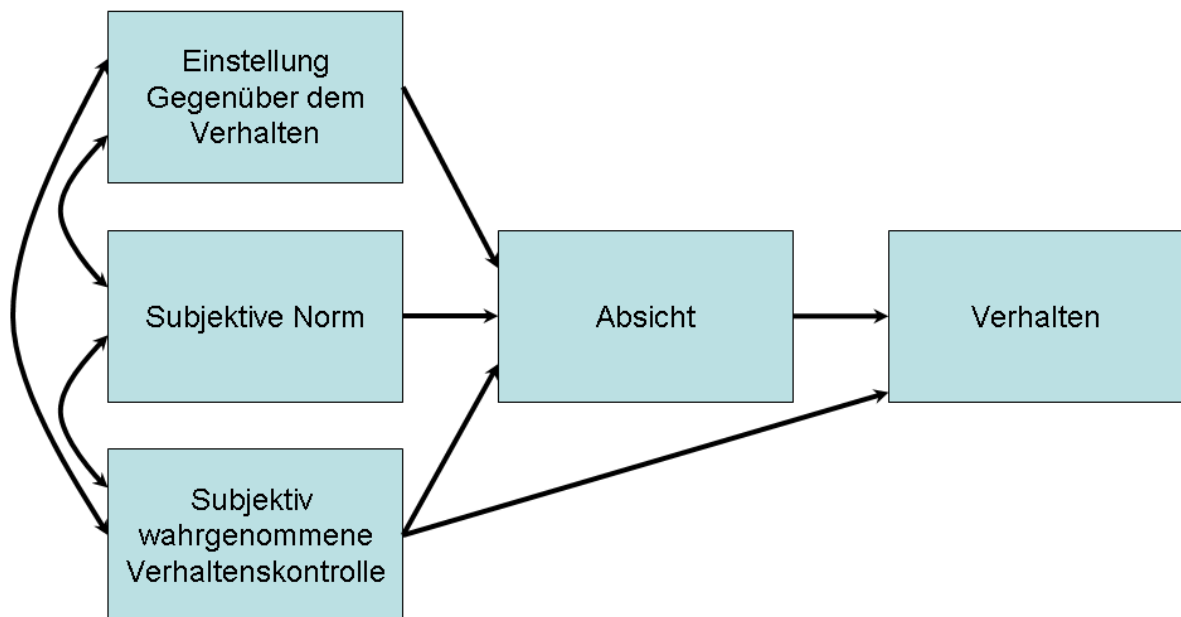 Einstellung
Gegenüber dem
Verhalten
Subjektive Norm
Absicht
Verhalten
Subjektiv
wahrgenommene
Verhaltenskontrolle